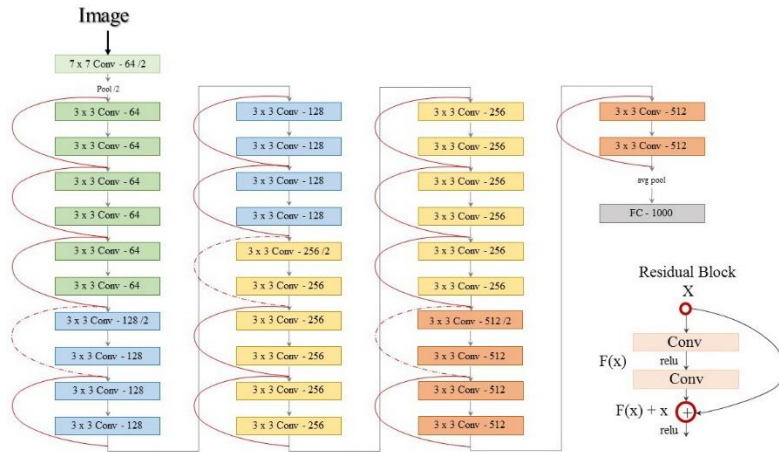 Image
7 x 7 Conv - 64 /2
Pool /2
3 x 3 Conv - 64
3 x 3 Conv - 64
3 x 3 Conv - 64
3 x 3 Conv - 64
3 x 3 Conv - 64
3 x 3 Conv - 64
3 x 3 Conv - 128 /2
3 x 3 Conv - 128
3 x 3 Conv - 128
3 x 3 Conv - 128
3 x 3 Conv - 128
3 x 3 Conv - 128
3 x 3 Conv - 128
3 x 3 Conv - 128
3 x 3 Conv - 256 /2
3 x 3 Conv - 256
3 x 3 Conv - 256
3 x 3 Conv - 256
3 x 3 Conv - 256
3 x 3 Conv - 256
3 x 3 Conv - 256
3 x 3 Conv - 256
3 x 3 Conv - 256
3 x 3 Conv - 256
3 x 3 Conv - 256
3 x 3 Conv - 256
3 x 3 Conv - 512 /2
3 x 3 Conv - 512
3 x 3 Conv - 512
3 x 3 Conv - 512
3 x 3 Conv - 512
3 x 3 Conv - 512
avg pool
FC - 1000
Residual Block
X
Conv
F(x)
relu
Conv
F(x) + x
+
relu